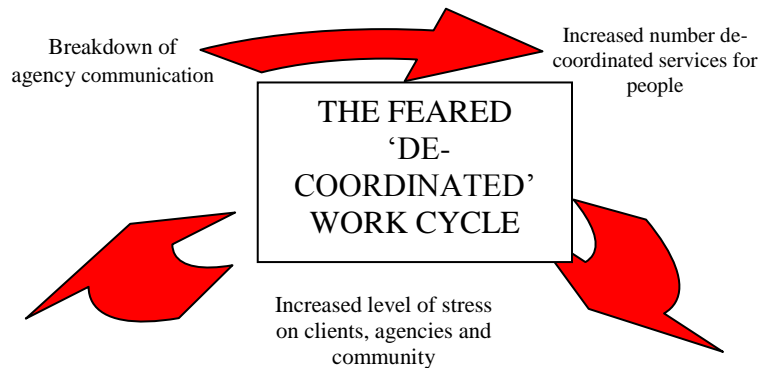 Breakdown of
agency communication
Increased number de-
coordinated services for
people
THE FEARED
‘DE-
COORDINATED’
WORK CYCLE
Increased level of stress
on clients, agencies and
community